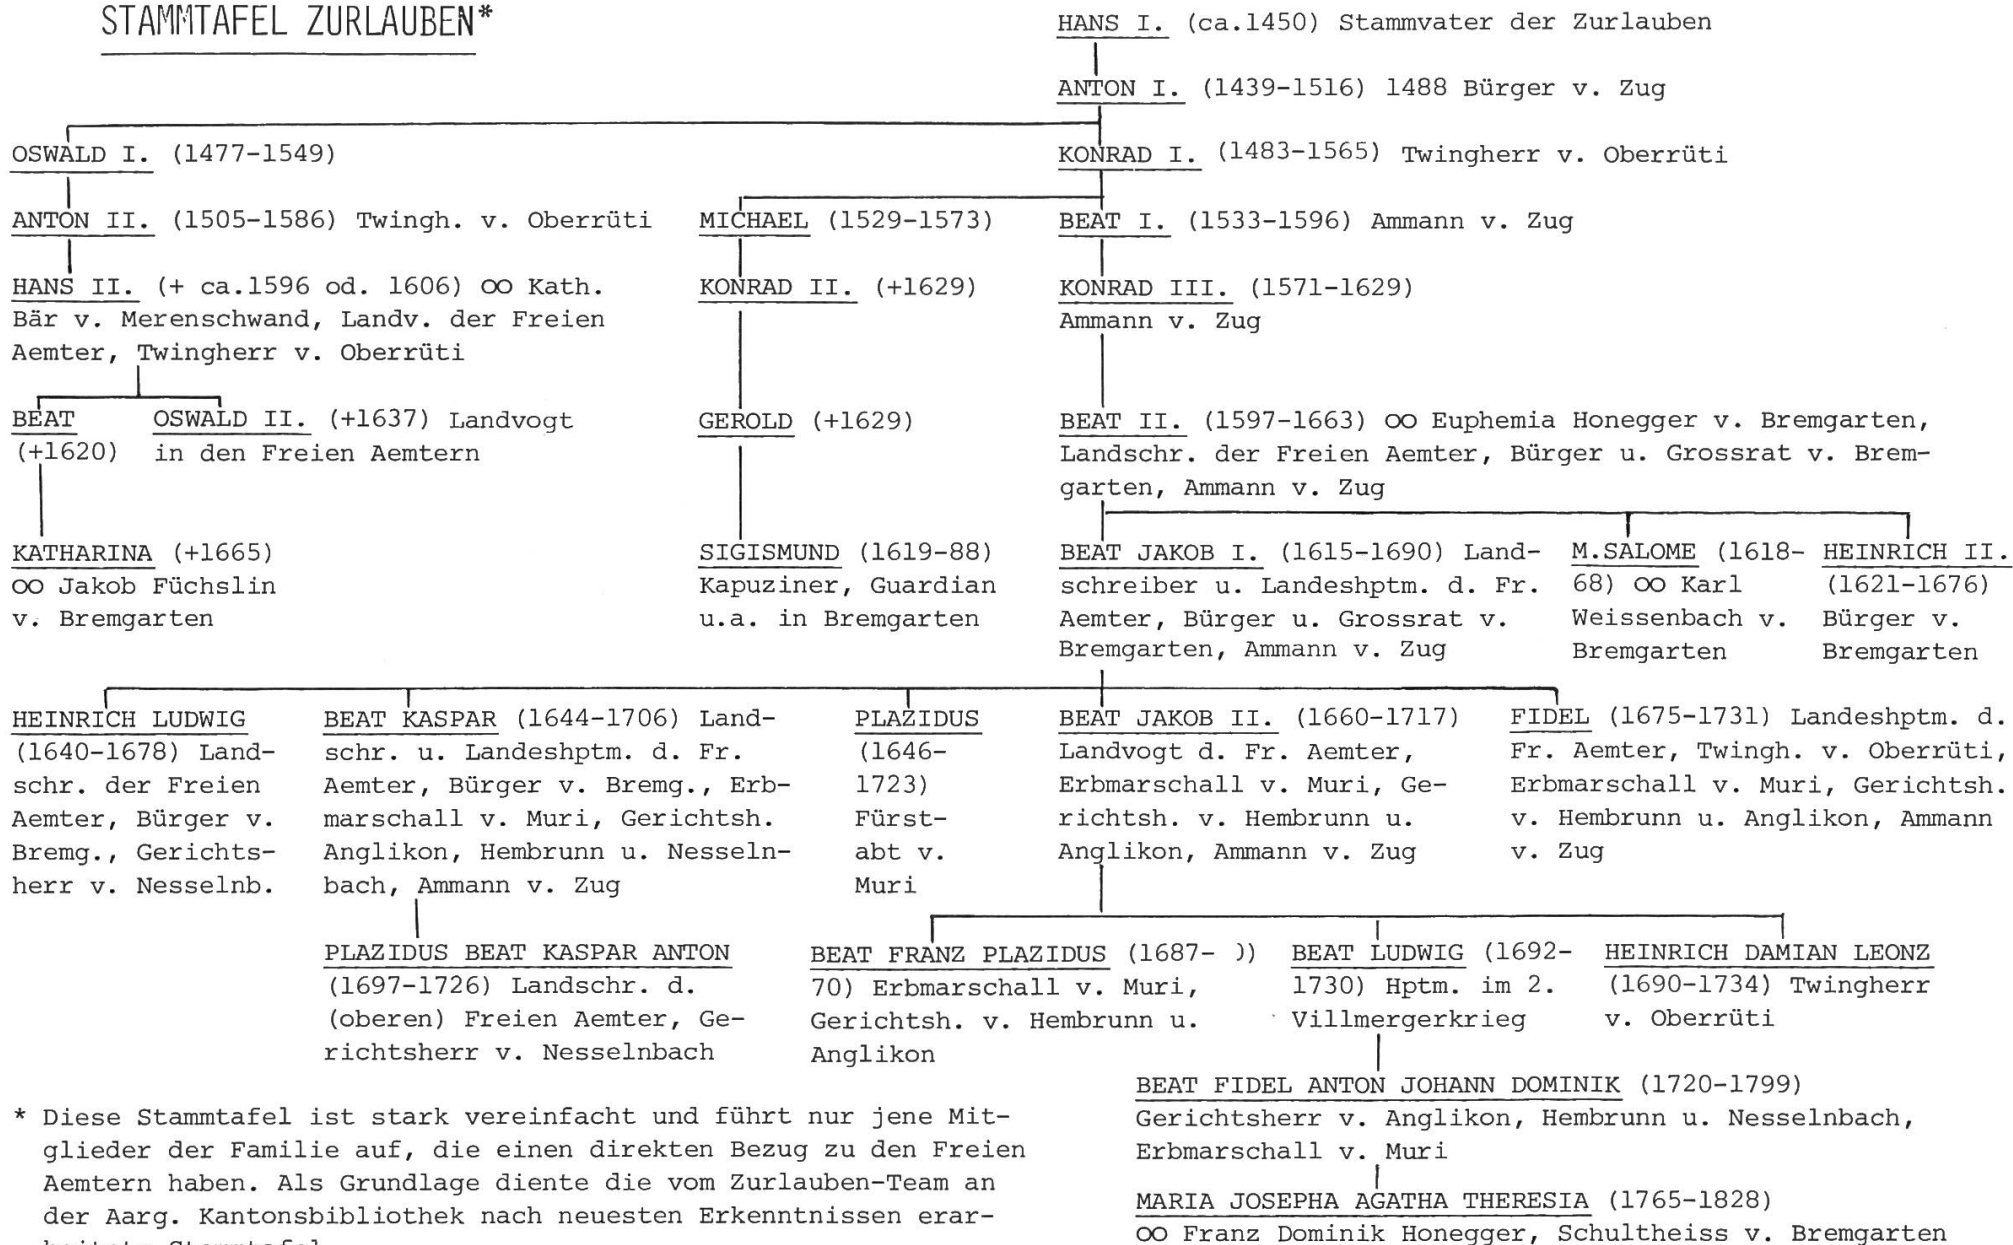 STAMMTAFEL ZURLAUBEN*
HANS I. (ca.1450) Stammvater der Zurlauben
ANTON I. (1439-1516) 1488 Bürger v. Zug
OSWALD I. (1477-1549)
KONRAD I. (1483-1565) Twingherr v. Oberrüti
ANTON II. (1505-1586) Twingh. v. Oberrüti
MICHAEL (1529-1573)
BEAT I. (1533-1596) Ammann v. Zug
HANS II. (+ ca.1596 od. 1606) ∞ Kath.
Bär v. Merenschwand, Landv. der Freien
Aemter, Twingherr v. Oberrüti
KONRAD II. (+1629)
KONRAD III. (1571-1629)
Ammann v. Zug
BEAT
(+1620)
OSWALD II. (+1637) Landvogt
in den Freien Aemtern
GEROLD (+1629)
BEAT II. (1597-1663) ∞ Euphemia Honegger v. Bremgarten,
Landschr. der Freien Aemter, Bürger u. Grossrat v. Brem-
garten, Ammann v. Zug
KATHARINA (+1665)
∞ Jakob Füchslin
v. Bremgarten
SIGISMUND (1619-88)
Kapuziner, Guardian
u.a. in Bremgarten
BEAT JAKOB I. (1615-1690) Land-
schreiber u. Landeshptm. d. Fr.
Aemter, Bürger u. Grossrat v.
Bremgarten, Ammann v. Zug
M.SALOME (1618-
68) ∞ Karl
Weissenbach v.
Bremgarten
HEINRICH II.
(1621-1676)
Bürger v.
Bremgarten
HEINRICH LUDWIG
(1640-1678) Land-
schr. der Freien
Aemter, Bürger v.
Bremg., Gerichts-
herr v. Nesselnb.
BEAT KASPAR (1644-1706) Land-
schr. u. Landeshptm. d. Fr.
Aemter, Bürger v. Bremg., Erb-
marschall v. Muri, Gerichtsh.
Anglikon, Hembrunn u. Nesseln-
bach, Ammann v. Zug
PLAZIDUS
(1646-
1723)
Fürst-
abt v.
Muri
BEAT JAKOB II. (1660-1717)
Landvogt d. Fr. Aemter,
Erbmarschall v. Muri, Ge-
richtsh. v. Hembrunn u.
Anglikon, Ammann v. Zug
FIDEL (1675-1731) Landeshptm. d.
Fr. Aemter, Twingh. v. Oberrüti,
Erbmarschall v. Muri, Gerichtsh.
v. Hembrunn u. Anglikon, Ammann
v. Zug
PLAZIDUS BEAT KASPAR ANTON
(1697-1726) Landschr. d.
(oberen) Freien Aemter, Ge-
richtsherr v. Nesselnbach
BEAT FRANZ PLAZIDUS (1687- ))
70) Erbmarschall v. Muri,
Gerichtsh. v. Hembrunn u.
Anglikon
BEAT LUDWIG (1692-
1730) Hptm. im 2.
Villmergerkrieg
HEINRICH DAMIAN LEONZ
(1690-1734) Twingherr
v. Oberrüti
BEAT FIDEL ANTON JOHANN DOMINIK (1720-1799)
Gerichtsherr v. Anglikon, Hembrunn u. Nesselnbach,
Erbmarschall v. Muri
MARIA JOSEPHA AGATHA THERESIA (1765-1828)
∞ Franz Dominik Honegger, Schultheiss v. Bremgarten
* Diese Stammtafel ist stark vereinfacht und führt nur jene Mit-
glieder der Familie auf, die einen direkten Bezug zu den Freien
Aemtern haben. Als Grundlage diente die vom Zurlauben-Team an
der Aarg. Kantonsbibliothek nach neuesten Erkenntnissen erar-